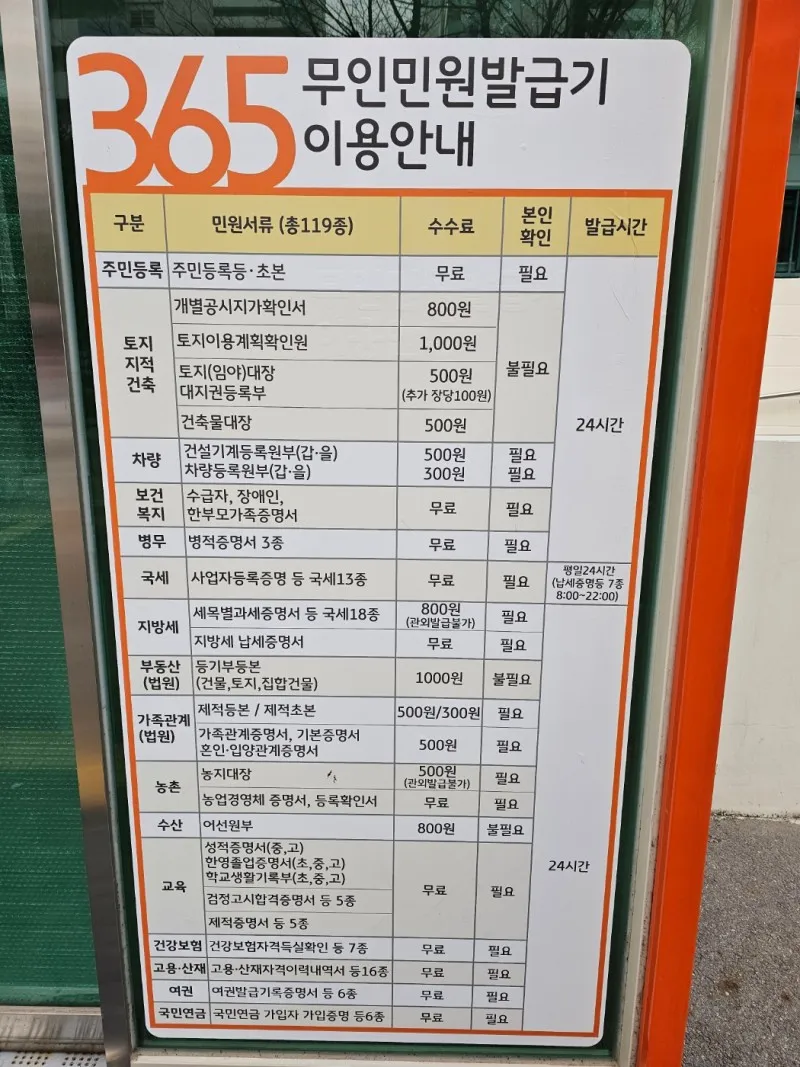 365 무인민원발급기
이용안내
구분 민원서류 (총119종) 수수료 본인 확인 발급시간
주민등록 주민등록등·초본 무료 필요 24시간
토지 지적 건축 개별공시지가확인서 800원 불필요
토지이용계획확인원 1,000원
토지(임야)대장 500원
대지권등록부 (추가 장당100원)
건축물대장 500원
차량 건설기계등록원부(갑·을) 500원 필요
차량등록원부(갑·을) 300원 필요
보건 복지 수급자, 장애인, 무료 필요
한부모가족증명서
병무 병적증명서 3종 무료 필요
국세 사업자등록증명 등 국세13종 무료 필요 평일24시간
(납세증명등 7종
8:00~22:00)
지방세 세목별과세증명서 등 국세18종 800원 필요 24시간
(관외발급불가)
지방세 납세증명서 무료 필요
부동산 등기부등본 1000원 불필요
(법원) (건물,토지,집합건물)
가족관계 제적등본 / 제적초본 500원/300원 필요
(법원) 가족관계증명서, 기본증명서 500원 필요
혼인·입양관계증명서
농촌 농지대장 500원 필요
(관외발급불가)
농업경영체 증명서, 등록확인서 무료 필요
수산 어선원부 800원 불필요
교육 성적증명서(중,고) 무료 필요
한영졸업증명서(초,중,고)
학교생활기록부(초,중,고)
검정고시합격증명서 등 5종
제적증명서 등 5종
건강보험 건강보험자격득실확인 등 7종 무료 필요
고용·산재 고용·산재자격이력내역서 등16종 무료 필요
여권 여권발급기록증명서 등 6종 무료 필요
국민연금 국민연금 가입자 가입증명 등6종 무료 필요